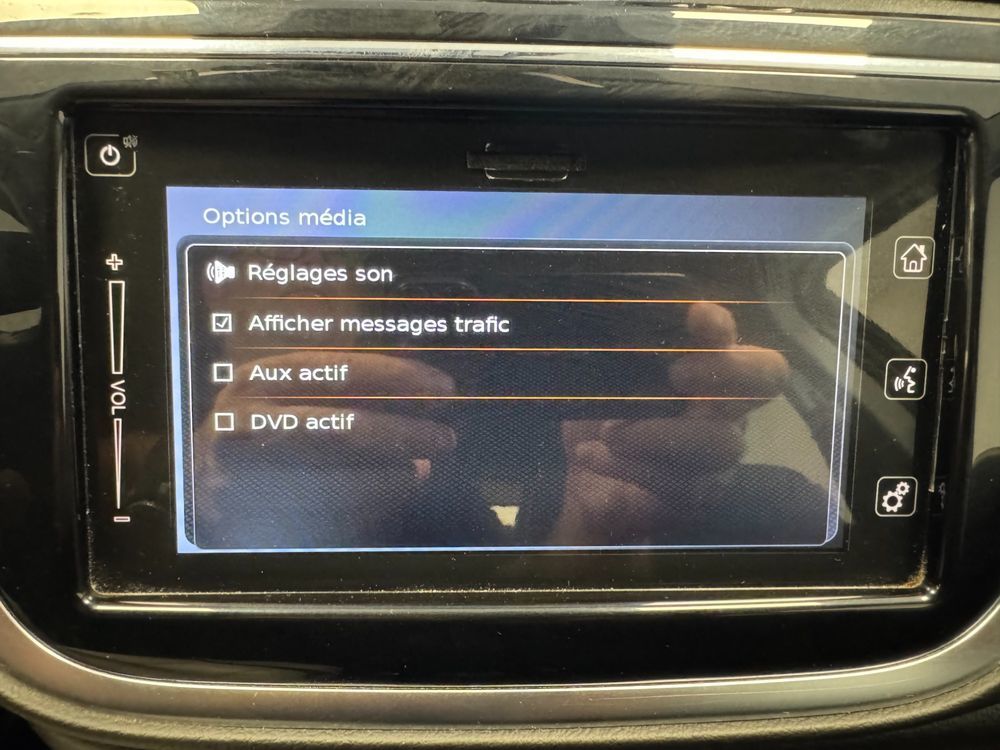 Options média
Réglages son
Afficher messages trafic
Aux actif
DVD actif
+
VOL
−